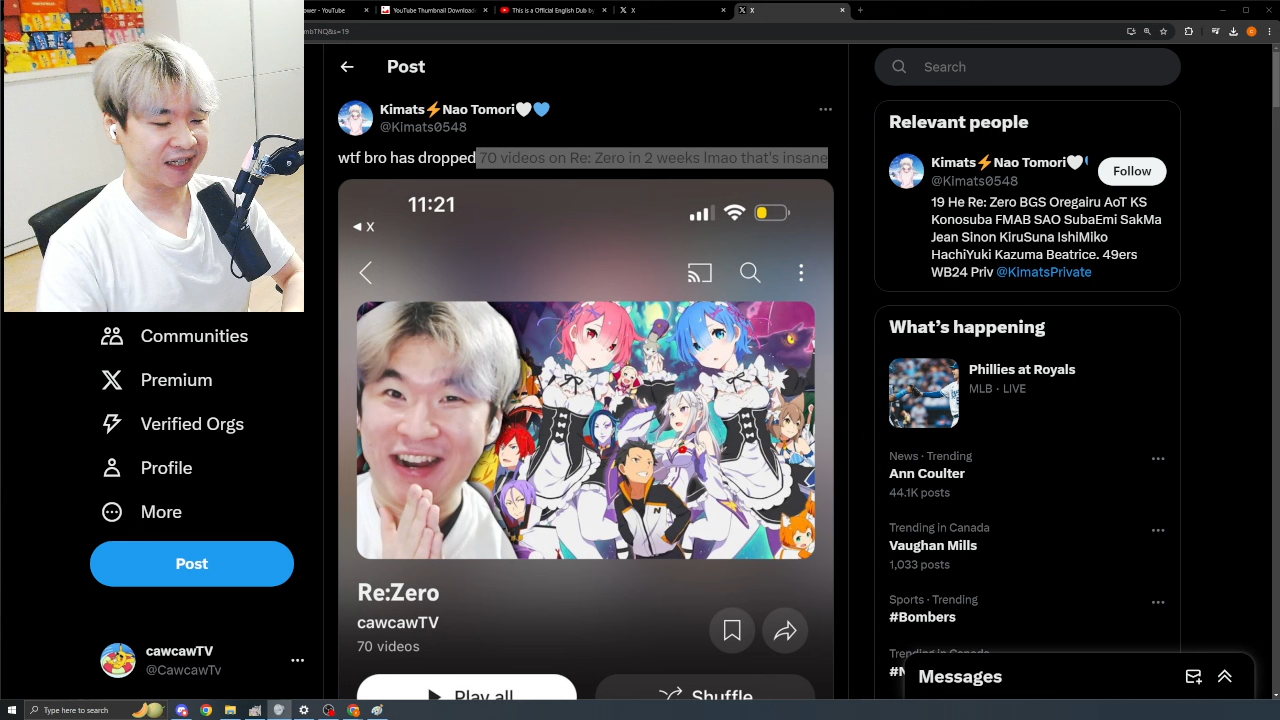 ower - YouTube
YouTube Thumbnail Download
This is a Official English Dub by
X
X
mbTNQ&s=19
Post
Search
Kimats⚡Nao Tomori🤍💙
@Kimats0548
wtf bro has dropped 70 videos on Re: Zero in 2 weeks lmao that's insane
11:21
X
Re:Zero
cawcawTV
70 videos
Play all
Shuffle
Communities
Premium
Verified Orgs
Profile
More
Post
cawcawTV
@CawcawTv
Relevant people
Kimats⚡Nao Tomori🤍
@Kimats0548
Follow
19 He Re: Zero BGS Oregairu AoT KS
Konosuba FMAB SAO SubaEmi SakMa
Jean Sinon KiruSuna IshiMiko
HachiYuki Kazuma Beatrice. 49ers
WB24 Priv @KimatsPrivate
What's happening
Phillies at Royals
MLB · LIVE
News · Trending
Ann Coulter
44.1K posts
Trending in Canada
Vaughan Mills
1,033 posts
Sports · Trending
#Bombers
Trending in Canada
Messages
Type here to search